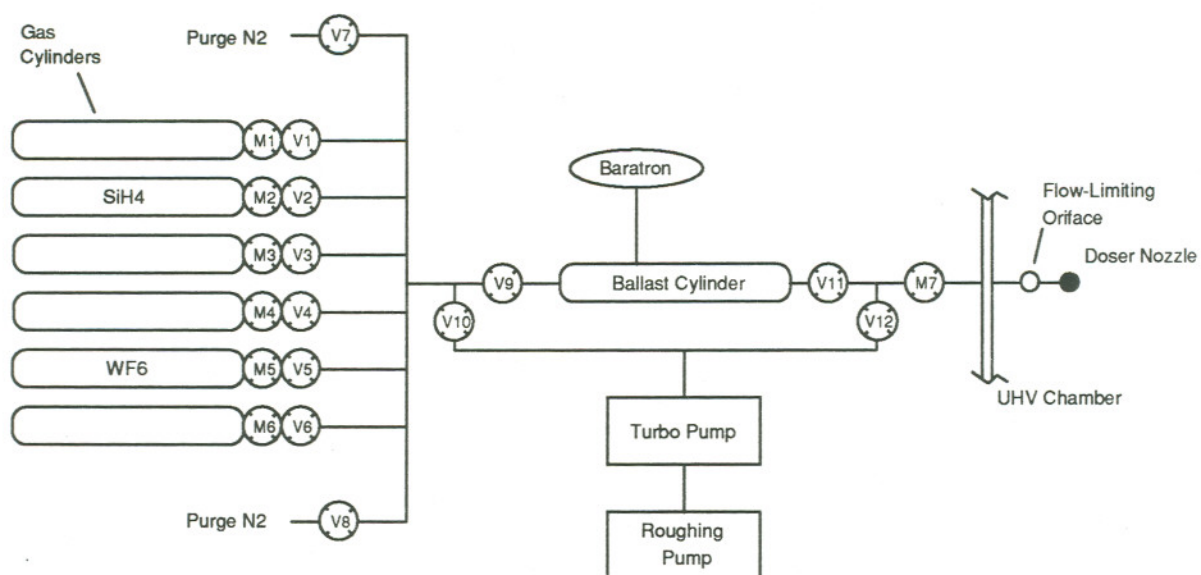 Gas
Cylinders
Purge N2
V7
M1
V1
SiH4
M2
V2
M3
V3
M4
V4
WF6
M5
V5
M6
V6
Purge N2
V8
V9
V10
Baratron
Ballast Cylinder
V11
V12
M7
Flow-Limiting
Oriface
Doser Nozzle
UHV Chamber
Turbo Pump
Roughing
Pump